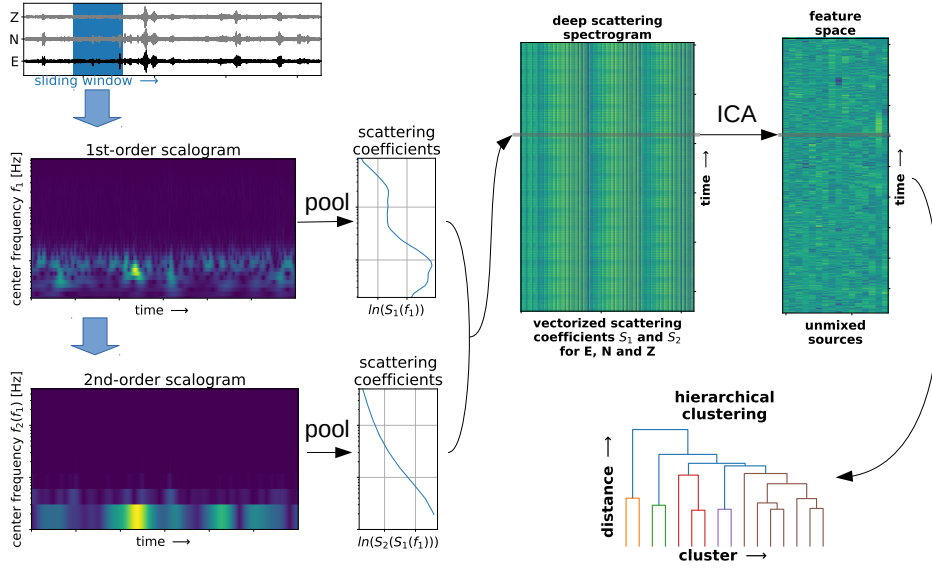 Z
N
E
sliding window →
1st-order scalogram
center frequency f₁ [Hz]
time →
pool
scattering
coefficients
ln(S₁(f₁))
2nd-order scalogram
center frequency f₂(f₁) [Hz]
time →
pool
scattering
coefficients
ln(S₂(S₁(f₁)))
deep scattering
spectrogram
time →
vectorized scattering
coefficients S₁ and S₂
for E, N and Z
ICA
feature
space
time →
unmixed
sources
hierarchical
clustering
distance →
cluster →